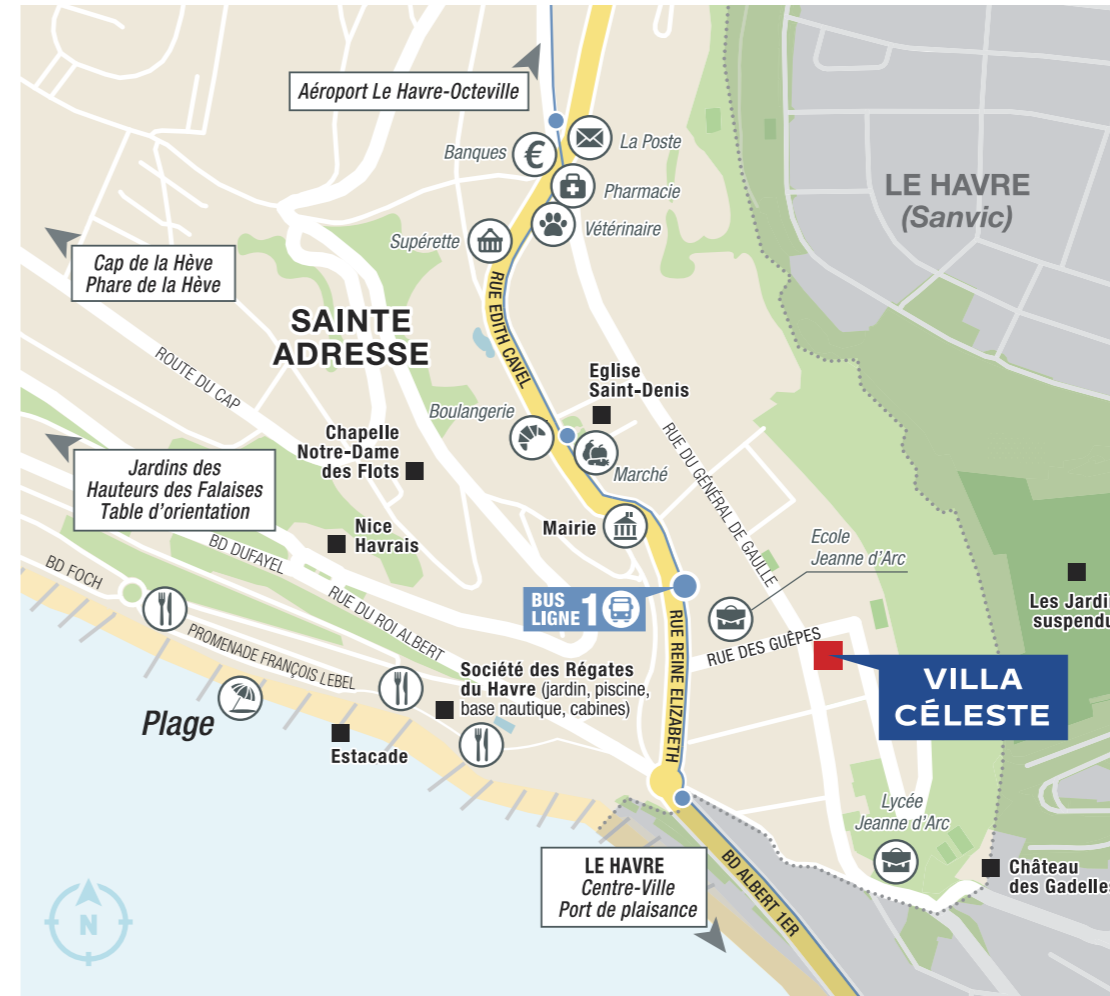 Aéroport Le Havre-Octeville
Banques
€
La Poste
Pharmacie
Vétérinaire
Supérette
LE HAVRE
(Sanvic)
Cap de la Hève
Phare de la Hève
SAINTE
ADRESSE
RUE EDITH CAVEL
ROUTE DU CAP
Eglise
Saint-Denis
Boulangerie
Marché
Chapelle
Notre-Dame
des Flots
RUE DU GÉNÉRAL DE GAULLE
Jardins des
Hauteurs des Falaises
Table d'orientation
Nice
Havrais
Mairie
Ecole
Jeanne d'Arc
BD DUFAYEL
BD FOCH
RUE DU ROI ALBERT
BUS
LIGNE 1
RUE REINE ELIZABETH
RUE DES GUÊPES
Les Jardin
suspendu
PROMENADE FRANÇOIS LEBEL
Société des Régates
du Havre (jardin, piscine,
base nautique, cabines)
VILLA
CÉLESTE
Plage
Estacade
Lycée
Jeanne d'Arc
LE HAVRE
Centre-Ville
Port de plaisance
BD ALBERT 1ER
Château
des Gadelles
N